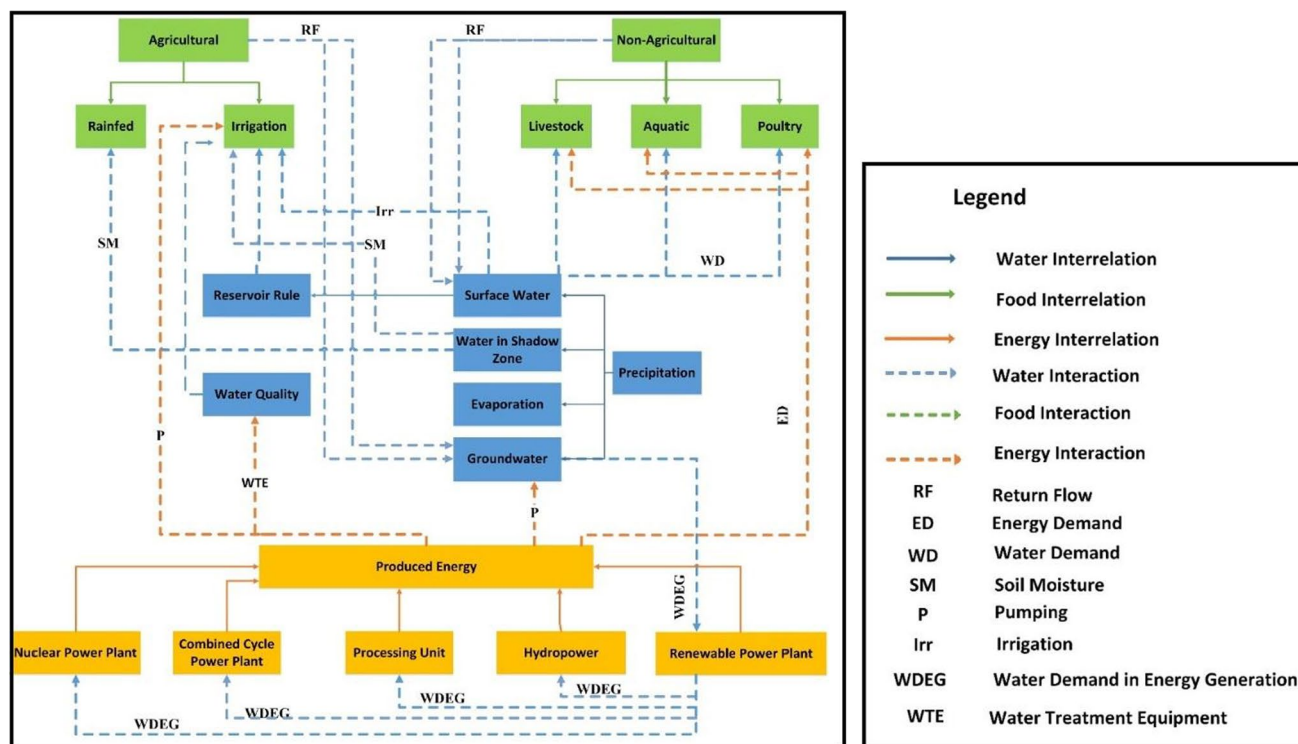 Agricultural
RF
RF
Non-Agricultural
Rainfed
Irrigation
Livestock
Aquatic
Poultry
Irr
SM
SM
WD
Reservoir Rule
Surface Water
Water in Shadow
Zone
Precipitation
Water Quality
Evaporation
P
ED
Groundwater
WTE
P
Produced Energy
WDEG
Nuclear Power Plant
Combined Cycle
Power Plant
Processing Unit
Hydropower
Renewable Power Plant
WDEG
WDEG
WDEG
WDEG
Legend
Water Interrelation
Food Interrelation
Energy Interrelation
Water Interaction
Food Interaction
Energy Interaction
RF Return Flow
ED Energy Demand
WD Water Demand
SM Soil Moisture
P Pumping
Irr Irrigation
WDEG Water Demand in Energy Generation
WTE Water Treatment Equipment